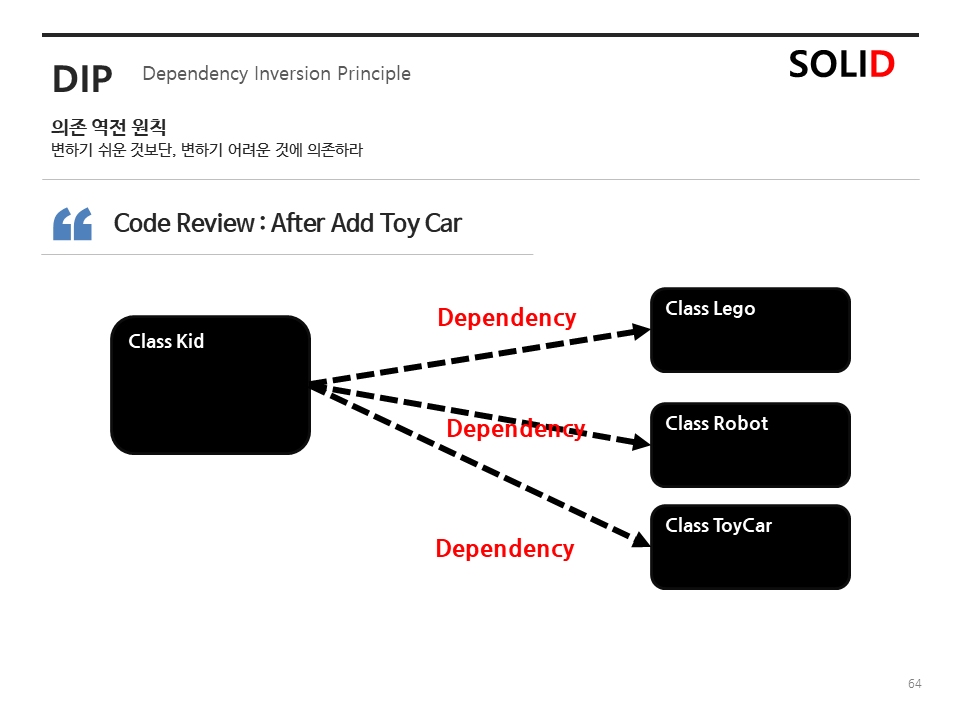 DIP
Dependency Inversion Principle
SOLID
의존 역전 원칙
변하기 쉬운 것보단, 변하기 어려운 것에 의존하라
Code Review : After Add Toy Car
Class Kid
Dependency
Class Lego
Dependency
Class Robot
Dependency
Class ToyCar
64